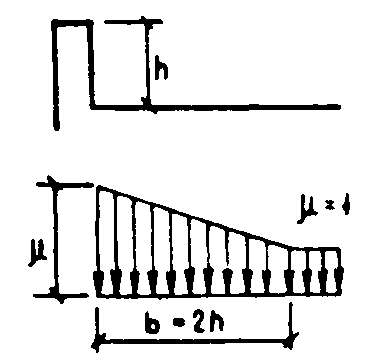 h
μ = 1
μ
b = 2h